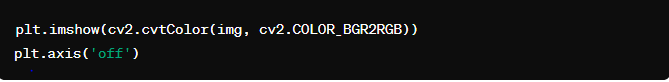 plt.imshow(cv2.cvtColor(img, cv2.COLOR_BGR2RGB))
plt.axis('off')